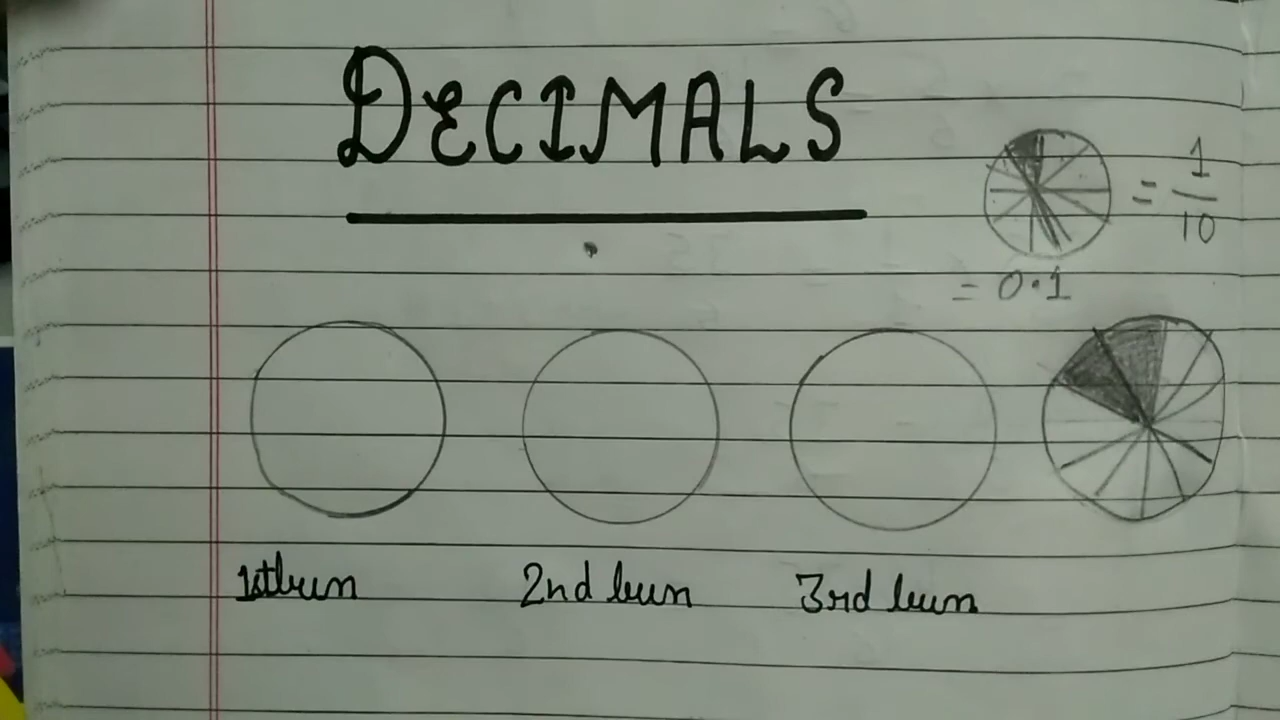 DECIMALS
= 1/10
= 0.1
1st bun 2nd bun 3rd bun